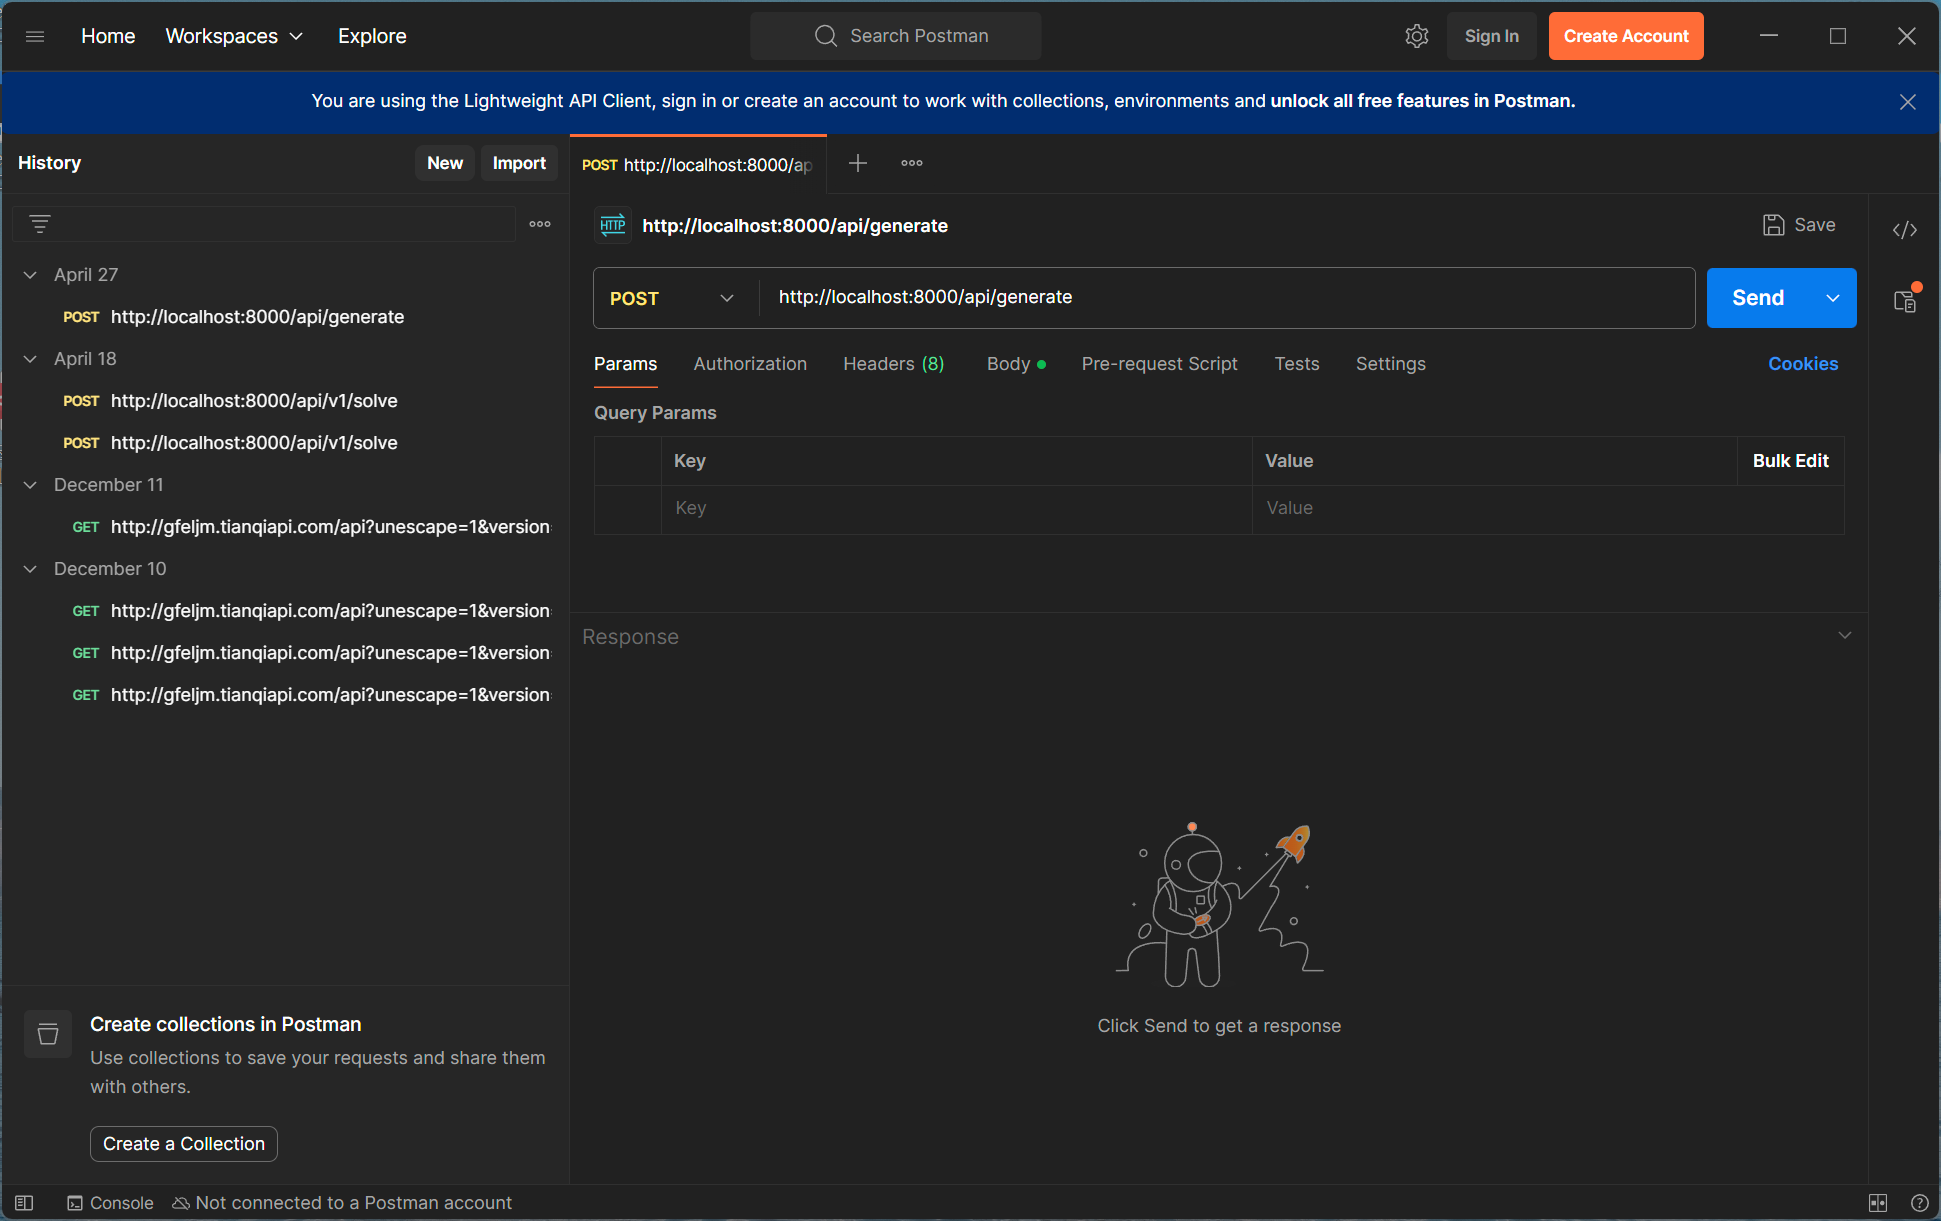 Home Workspaces Explore Search Postman Sign In Create Account
You are using the Lightweight API Client, sign in or create an account to work with collections, environments and unlock all free features in Postman.
History New Import
April 27
POST http://localhost:8000/api/generate
April 18
POST http://localhost:8000/api/v1/solve
POST http://localhost:8000/api/v1/solve
December 11
GET http://gfeljm.tianqiapi.com/api?unescape=1&version
December 10
GET http://gfeljm.tianqiapi.com/api?unescape=1&version
GET http://gfeljm.tianqiapi.com/api?unescape=1&version
GET http://gfeljm.tianqiapi.com/api?unescape=1&version
Create collections in Postman
Use collections to save your requests and share them
with others.
Create a Collection
POST http://localhost:8000/ap
HTTP http://localhost:8000/api/generate Save
POST http://localhost:8000/api/generate Send
Params Authorization Headers (8) Body Pre-request Script Tests Settings Cookies
Query Params
Key Value Bulk Edit
Key Value
Response
Click Send to get a response
Console Not connected to a Postman account